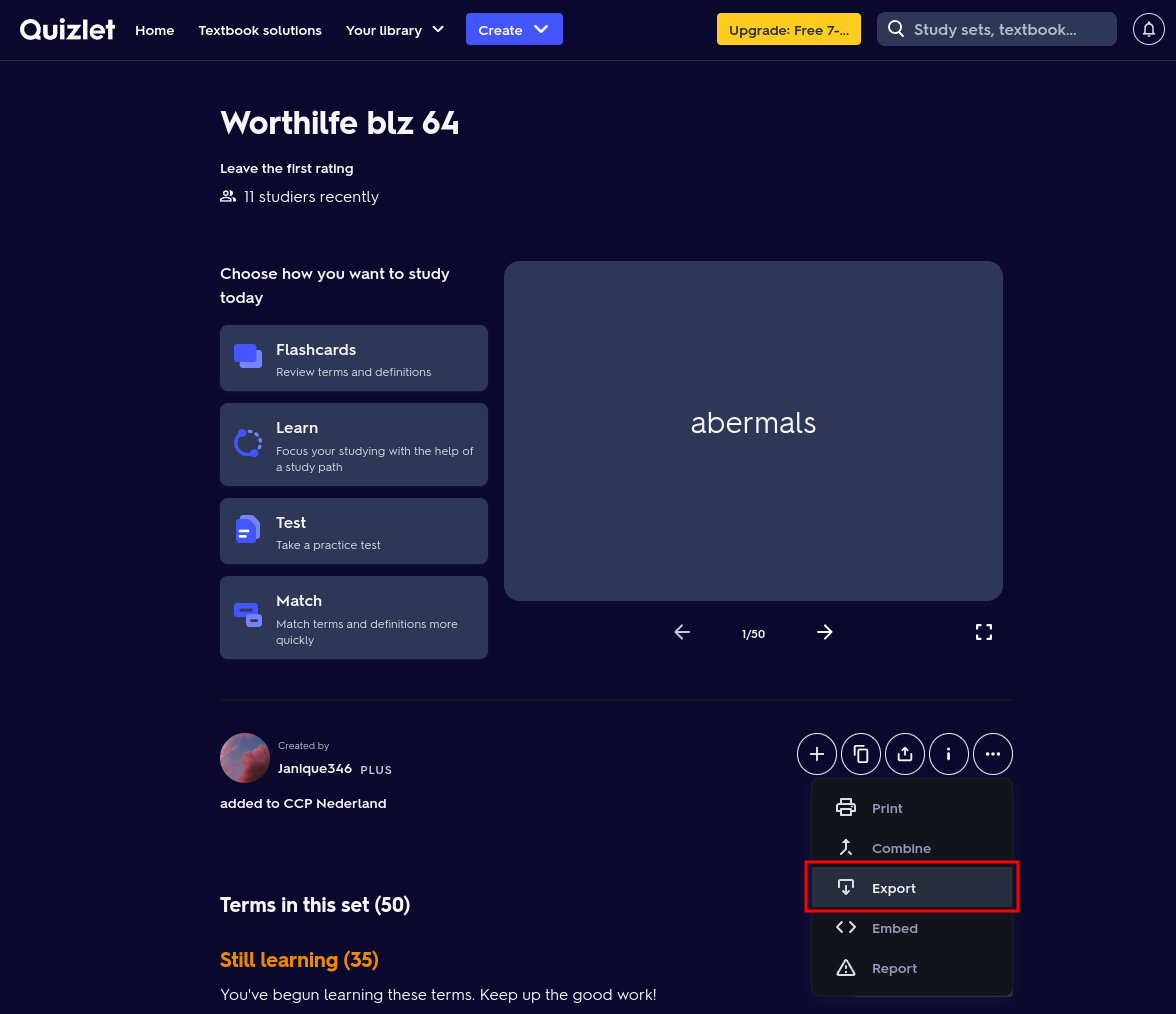 Quizlet Home Textbook solutions Your library Create Upgrade: Free 7-... Study sets, textbook...
Worthilfe blz 64
Leave the first rating
11 studiers recently
Choose how you want to study
today
Flashcards
Review terms and definitions
Learn
Focus your studying with the help of
a study path
Test
Take a practice test
Match
Match terms and definitions more
quickly
abermals
1/50
Created by
Janique346 PLUS
added to CCP Nederland
Print
Combine
Export
Embed
Report
Terms in this set (50)
Still learning (35)
You've begun learning these terms. Keep up the good work!